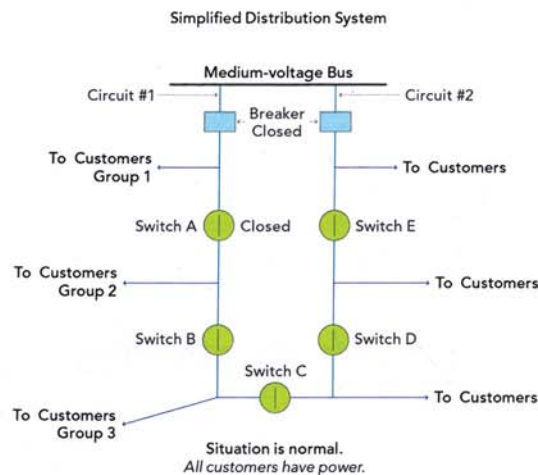 Simplified Distribution System
Medium-voltage Bus
Circuit #1
Circuit #2
Breaker
Closed
To Customers
Group 1
To Customers
Switch A
Closed
Switch E
To Customers
Group 2
To Customers
Switch B
Switch D
Switch C
To Customers
To Customers
Group 3
Situation is normal.
All customers have power.